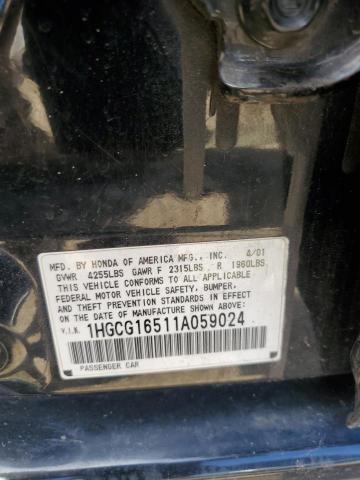 MFD. BY HONDA OF AMERICA MFG., INC. 4/01
GVWR 4255LBS GAWR F 2315LBS R 1960LBS
THIS VEHICLE CONFORMS TO ALL APPLICABLE
FEDERAL MOTOR VEHICLE SAFETY, BUMPER,
AND THEFT PREVENTION STANDARDS IN EFFECT
ON THE DATE OF MANUFACTURE SHOWN ABOVE.
V.I.N. 1HGCG16511A059024
PASSENGER CAR